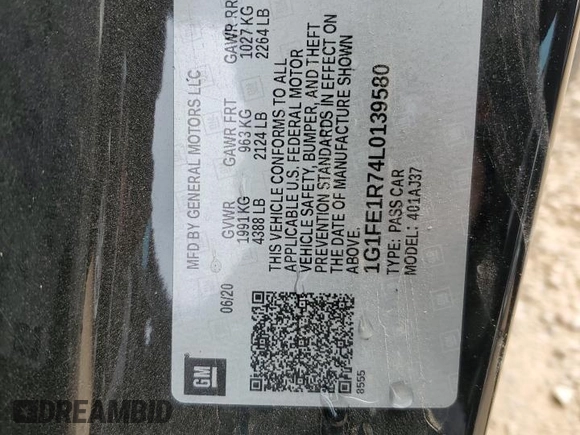 MFD BY GENERAL MOTORS LLC
06/20
GVWR
1991 KG
4388 LB
GAWR FRT
963 KG
2124 LB
GAWR RR
1027 KG
2264 LB
THIS VEHICLE CONFORMS TO ALL
APPLICABLE U.S. FEDERAL MOTOR
VEHICLE SAFETY, BUMPER, AND THEFT
PREVENTION STANDARDS IN EFFECT ON
THE DATE OF MANUFACTURE SHOWN
ABOVE.
1G1FE1R74L0139580
TYPE: PASS CAR
MODEL: 401AJ37
GM
8555
DREAMBID